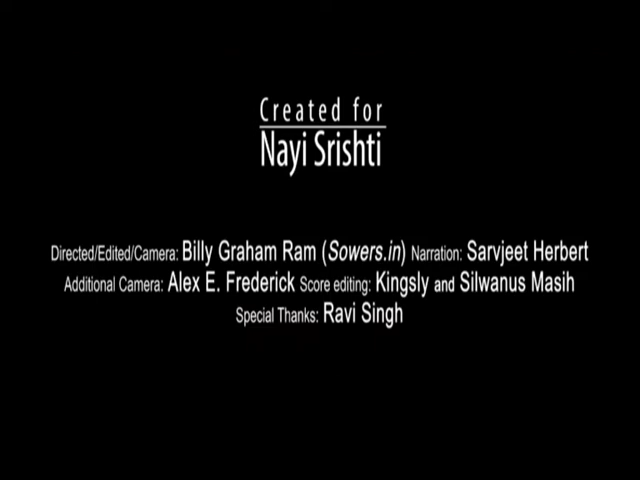 Created for
Nayi Srishti
Directed/Edited/Camera: Billy Graham Ram (Sowers.in) Narration: Sarvjeet Herbert
Additional Camera: Alex E. Frederick Score editing: Kingsly and Silwanus Masih
Special Thanks: Ravi Singh